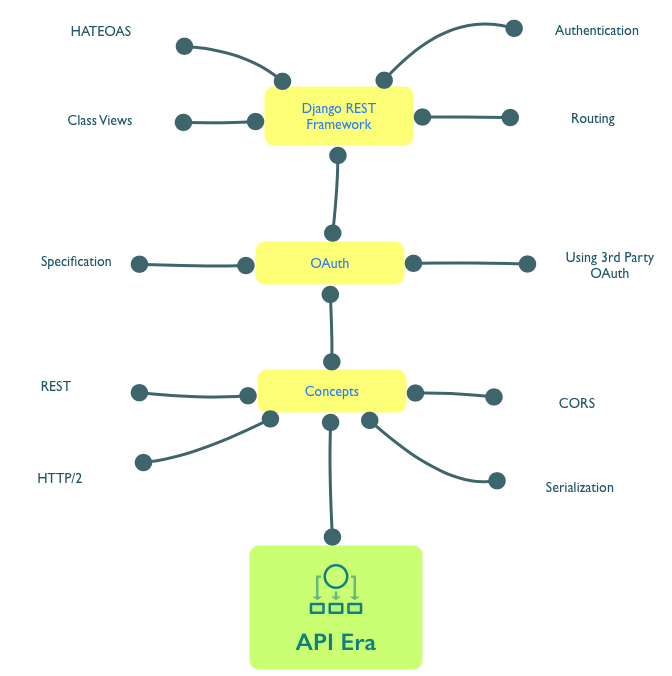 HATEOAS
Authentication
Django REST
Framework
Class Views
Routing
Specification
OAuth
Using 3rd Party
OAuth
REST
Concepts
CORS
HTTP/2
Serialization
API Era